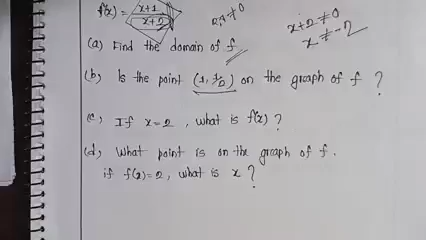 f(x) = x+1
x+2
x+2 ≠ 0
x ≠ -2
(a) Find the domain of f
(b) Is the point (1, 1/2) on the graph of f ?
(c) If x=2, what is f(x) ?
(d) What point is on the graph of f.
if f(x)=2, what is x ?